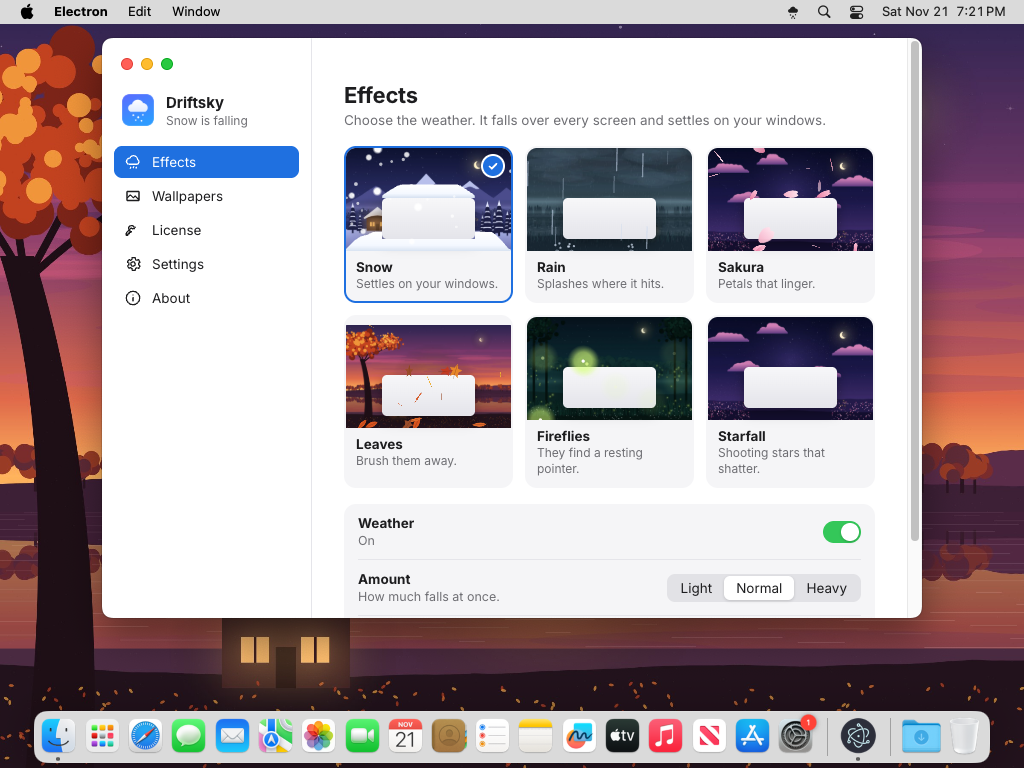 Electron Edit Window Sat Nov 21 7:21 PM
Driftsky
Snow is falling
Effects
Wallpapers
License
Settings
About
Effects
Choose the weather. It falls over every screen and settles on your windows.
Snow
Settles on your windows.
Rain
Splashes where it hits.
Sakura
Petals that linger.
Leaves
Brush them away.
Fireflies
They find a resting
pointer.
Starfall
Shooting stars that
shatter.
Weather
On
Amount
How much falls at once.
Light Normal Heavy
NOV
21
tv
1